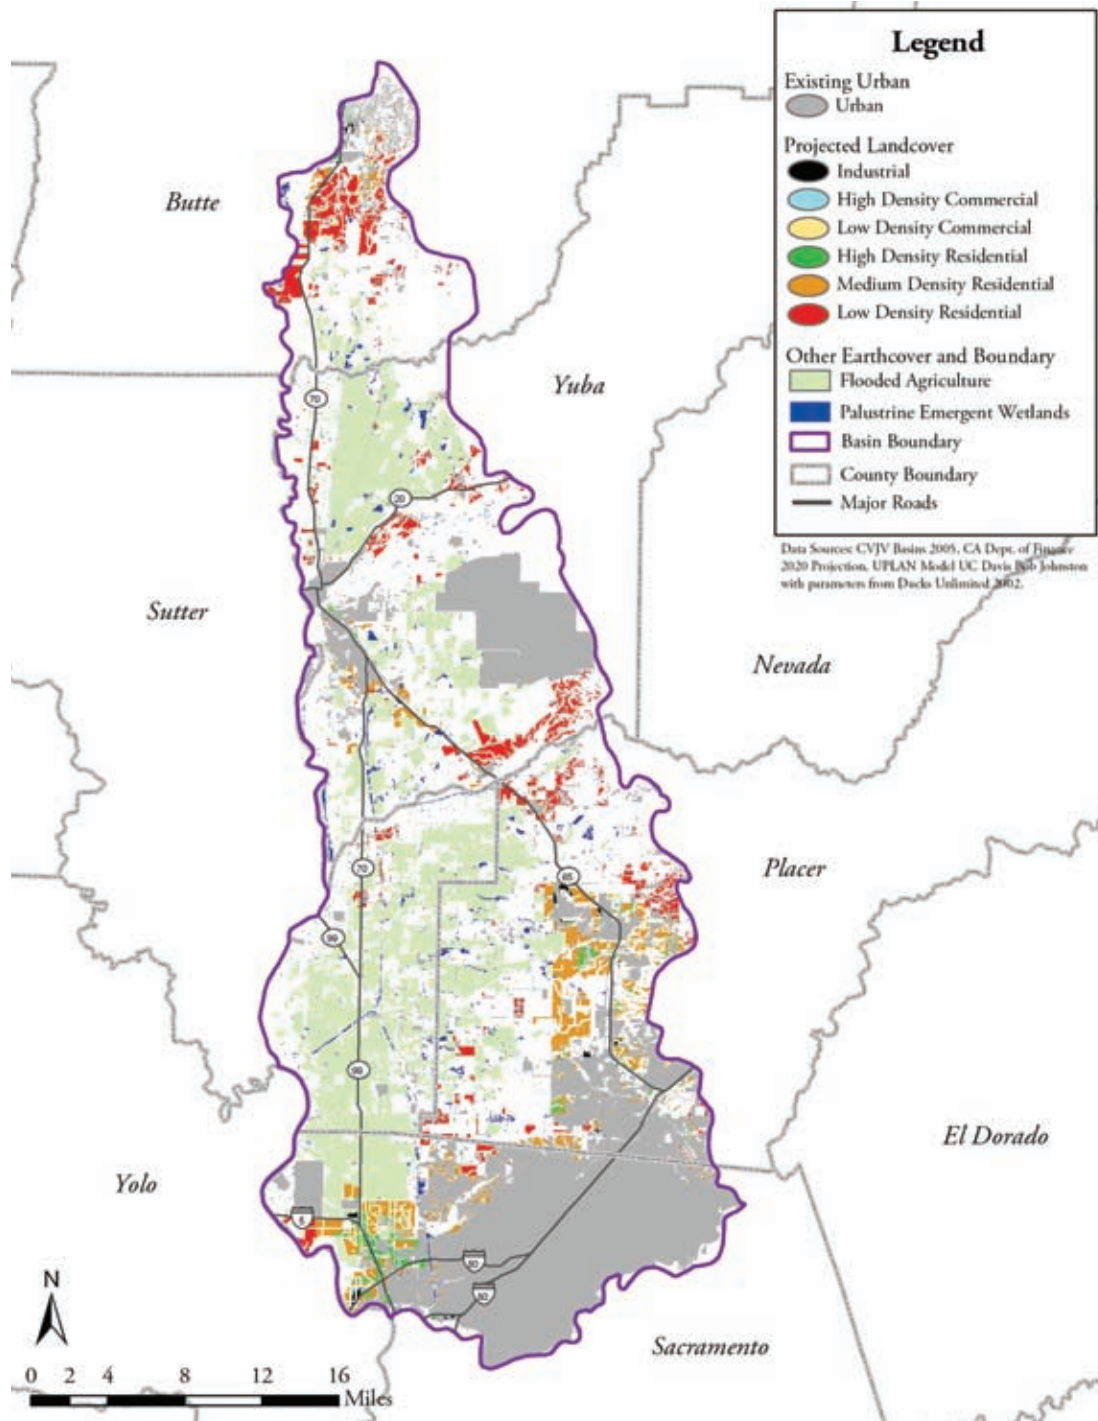 Legend
Existing Urban
Urban
Projected Landcover
Industrial
High Density Commercial
Low Density Commercial
High Density Residential
Medium Density Residential
Low Density Residential
Other Earthcover and Boundary
Flooded Agriculture
Palustrine Emergent Wetlands
Basin Boundary
County Boundary
Major Roads
Data Sources: CVJV Basins 2005, CA Dept. of Finance
2020 Projection, UPLAN Model UC Davis Bob Johnston
with parameters from Ducks Unlimited 2002.
Butte
Yuba
70
20
Sutter
Nevada
70
65
Placer
99
99
El Dorado
Yolo
5
80
Sacramento
N
0 2 4 8 12 16
Miles